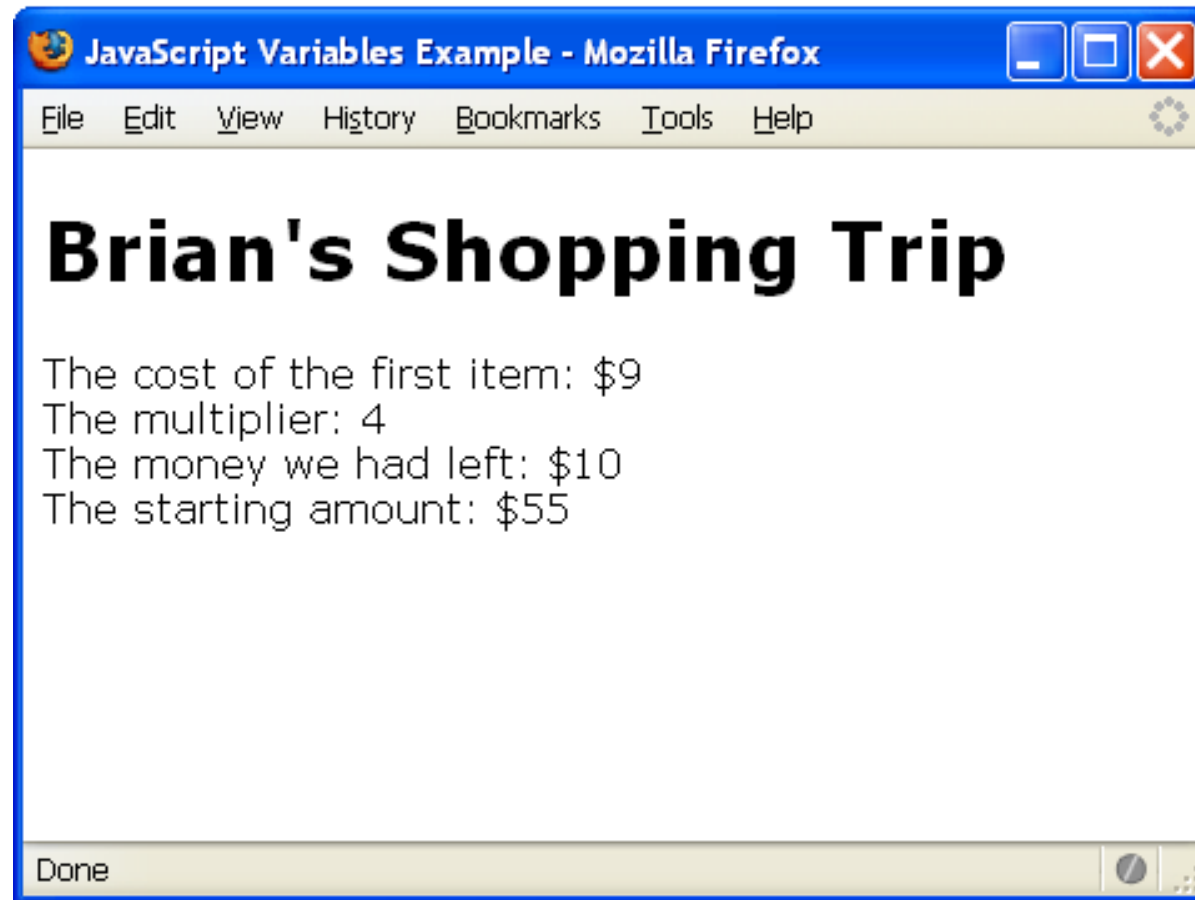 JavaScript Variables Example - Mozilla Firefox
File Edit View History Bookmarks Tools Help
Brian's Shopping Trip
The cost of the first item: $9
The multiplier: 4
The money we had left: $10
The starting amount: $55
Done